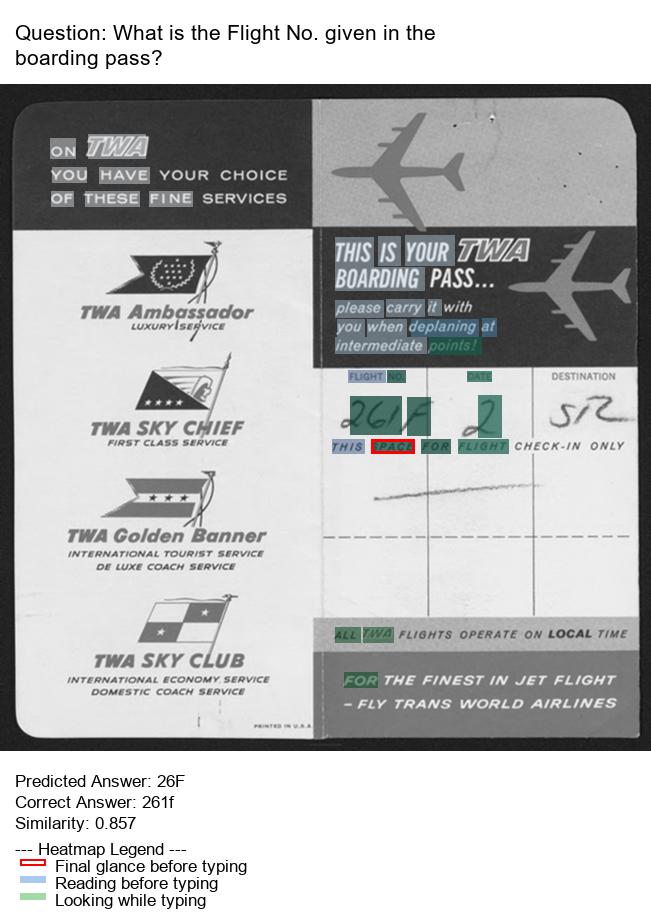 Question: What is the Flight No. given in the
boarding pass?
ON TWA
YOU HAVE YOUR CHOICE
OF THESE FINE SERVICES
TWA Ambassador
LUXURY SERVICE
TWA SKY CHIEF
FIRST CLASS SERVICE
TWA Golden Banner
INTERNATIONAL TOURIST SERVICE
DE LUXE COACH SERVICE
TWA SKY CLUB
INTERNATIONAL ECONOMY SERVICE
DOMESTIC COACH SERVICE
PRINTED IN U.S.A.
THIS IS YOUR TWA
BOARDING PASS...
please carry it with
you when deplaning at
intermediate points!
FLIGHT NO. DATE DESTINATION
261F 2
THIS SPACE FOR FLIGHT CHECK-IN ONLY
ALL TWA FLIGHTS OPERATE ON LOCAL TIME
FOR THE FINEST IN JET FLIGHT
– FLY TRANS WORLD AIRLINES
Predicted Answer: 26F
Correct Answer: 261f
Similarity: 0.857
--- Heatmap Legend ---
Final glance before typing
Reading before typing
Looking while typing